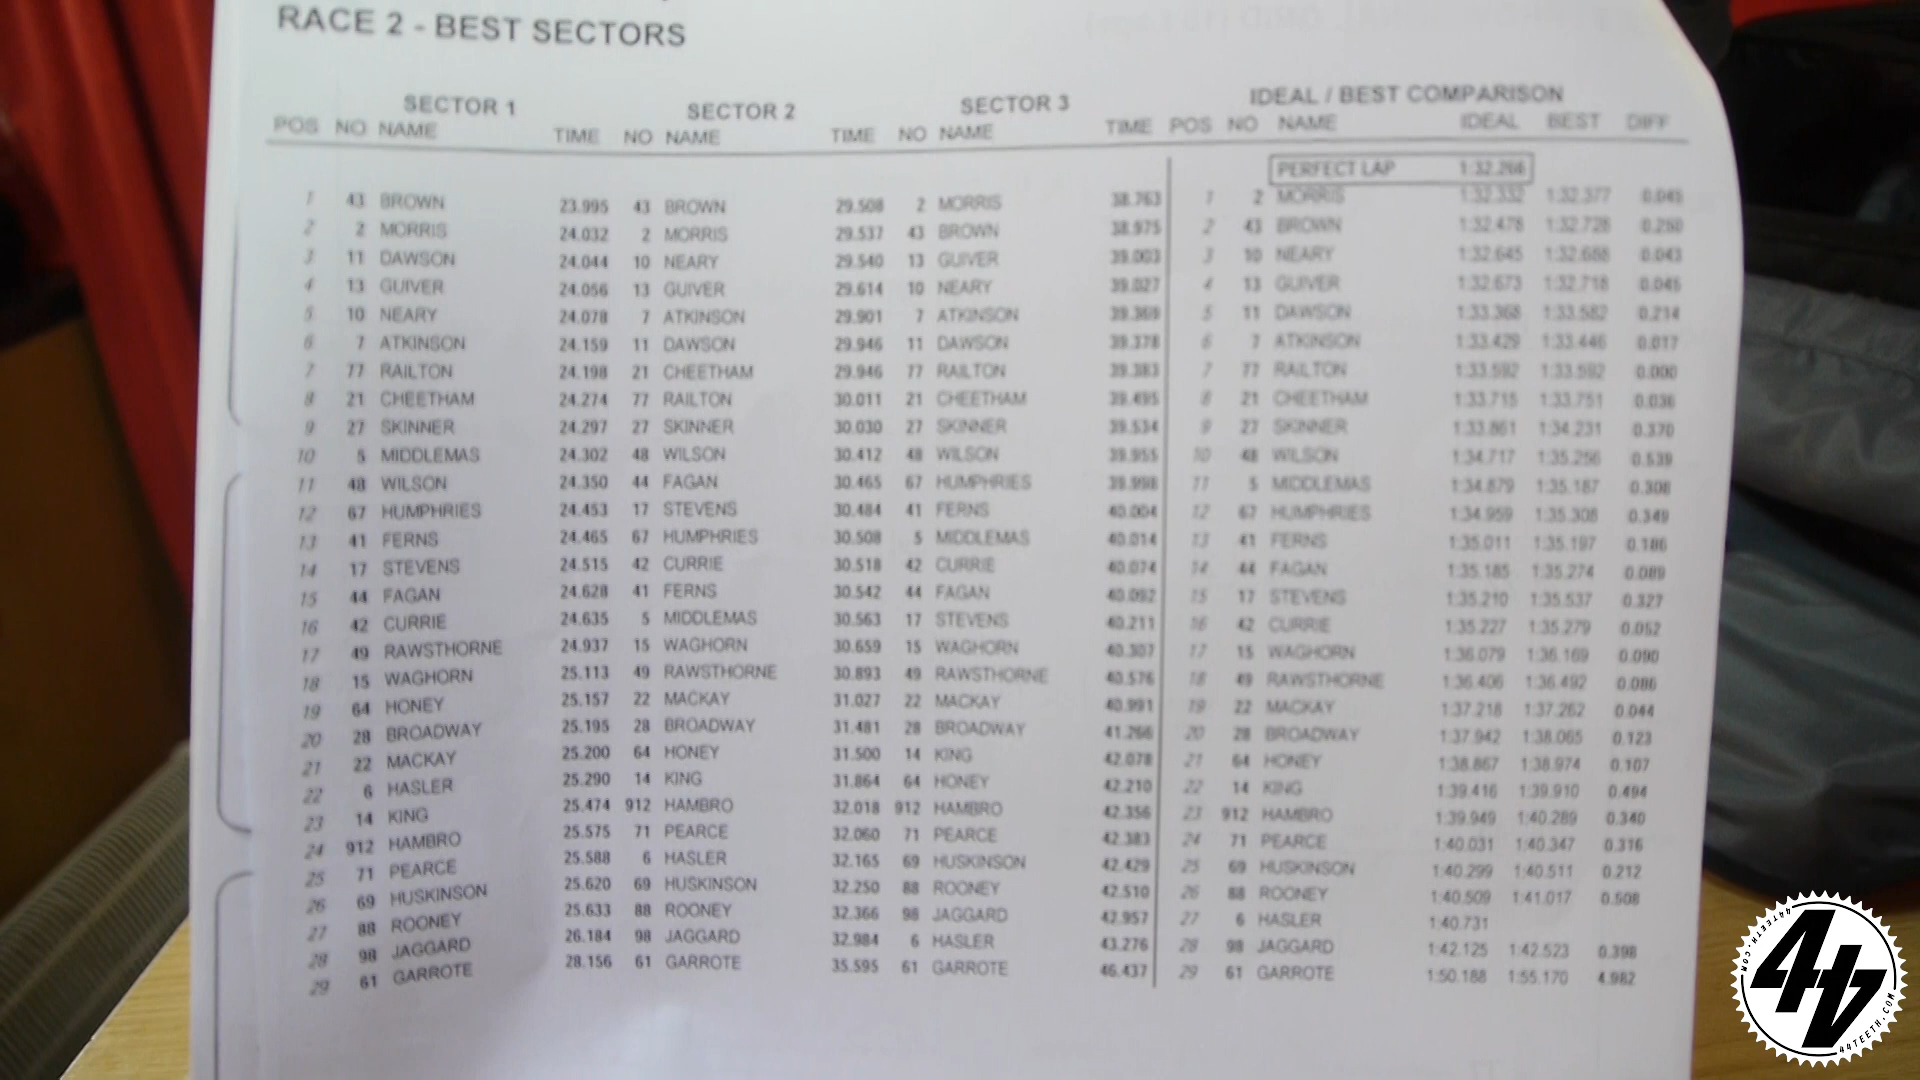 RACE 2 - BEST SECTORS
SECTOR 1 SECTOR 2 SECTOR 3 IDEAL / BEST COMPARISON
POS NO NAME TIME NO NAME TIME NO NAME TIME POS NO NAME IDEAL BEST DIFF
PERFECT LAP 1:32.266
1 43 BROWN 23.995 43 BROWN 29.508 2 MORRIS 38.763 1 2 MORRIS 1:32.332 1:32.377 0.045
2 2 MORRIS 24.032 2 MORRIS 29.537 43 BROWN 38.975 2 43 BROWN 1:32.478 1:32.728 0.250
3 11 DAWSON 24.044 10 NEARY 29.540 13 GUIVER 39.003 3 10 NEARY 1:32.645 1:32.688 0.043
4 13 GUIVER 24.056 13 GUIVER 29.614 10 NEARY 39.027 4 13 GUIVER 1:32.673 1:32.718 0.045
5 10 NEARY 24.078 7 ATKINSON 29.901 7 ATKINSON 39.369 5 11 DAWSON 1:33.368 1:33.582 0.214
6 7 ATKINSON 24.159 11 DAWSON 29.946 11 DAWSON 39.378 6 7 ATKINSON 1:33.429 1:33.446 0.017
7 77 RAILTON 24.198 21 CHEETHAM 29.946 77 RAILTON 39.383 7 77 RAILTON 1:33.592 1:33.592 0.000
8 21 CHEETHAM 24.274 77 RAILTON 30.011 21 CHEETHAM 39.495 8 21 CHEETHAM 1:33.715 1:33.751 0.036
9 27 SKINNER 24.297 27 SKINNER 30.030 27 SKINNER 39.534 9 27 SKINNER 1:33.861 1:34.231 0.370
10 5 MIDDLEMAS 24.302 48 WILSON 30.412 48 WILSON 39.955 10 48 WILSON 1:34.717 1:35.256 0.539
11 48 WILSON 24.350 44 FAGAN 30.465 67 HUMPHRIES 39.998 11 5 MIDDLEMAS 1:34.879 1:35.187 0.308
12 67 HUMPHRIES 24.453 17 STEVENS 30.484 41 FERNS 40.004 12 67 HUMPHRIES 1:34.959 1:35.308 0.349
13 41 FERNS 24.465 67 HUMPHRIES 30.508 5 MIDDLEMAS 40.014 13 41 FERNS 1:35.011 1:35.197 0.186
14 17 STEVENS 24.515 42 CURRIE 30.518 42 CURRIE 40.074 14 44 FAGAN 1:35.185 1:35.274 0.089
15 44 FAGAN 24.628 41 FERNS 30.542 44 FAGAN 40.092 15 17 STEVENS 1:35.210 1:35.537 0.327
16 42 CURRIE 24.635 5 MIDDLEMAS 30.563 17 STEVENS 40.211 16 42 CURRIE 1:35.227 1:35.279 0.052
17 49 RAWSTHORNE 24.937 15 WAGHORN 30.659 15 WAGHORN 40.307 17 15 WAGHORN 1:36.079 1:36.169 0.090
18 15 WAGHORN 25.113 49 RAWSTHORNE 30.893 49 RAWSTHORNE 40.576 18 49 RAWSTHORNE 1:36.406 1:36.492 0.086
19 64 HONEY 25.157 22 MACKAY 31.027 22 MACKAY 40.991 19 22 MACKAY 1:37.218 1:37.262 0.044
20 28 BROADWAY 25.195 28 BROADWAY 31.481 28 BROADWAY 41.266 20 28 BROADWAY 1:37.942 1:38.065 0.123
21 22 MACKAY 25.200 64 HONEY 31.500 14 KING 42.078 21 64 HONEY 1:38.867 1:38.974 0.107
22 6 HASLER 25.290 14 KING 31.864 64 HONEY 42.210 22 14 KING 1:39.416 1:39.910 0.494
23 14 KING 25.474 912 HAMBRO 32.018 912 HAMBRO 42.356 23 912 HAMBRO 1:39.949 1:40.289 0.340
24 912 HAMBRO 25.575 71 PEARCE 32.060 71 PEARCE 42.383 24 71 PEARCE 1:40.031 1:40.347 0.316
25 71 PEARCE 25.588 6 HASLER 32.165 69 HUSKINSON 42.429 25 69 HUSKINSON 1:40.299 1:40.511 0.212
26 69 HUSKINSON 25.620 69 HUSKINSON 32.250 88 ROONEY 42.510 26 88 ROONEY 1:40.509 1:41.017 0.508
27 88 ROONEY 25.633 88 ROONEY 32.366 98 JAGGARD 42.957 27 6 HASLER 1:40.731
28 98 JAGGARD 26.184 98 JAGGARD 32.984 6 HASLER 43.276 28 98 JAGGARD 1:42.125 1:42.523 0.398
29 61 GARROTE 28.156 61 GARROTE 35.595 61 GARROTE 46.437 29 61 GARROTE 1:50.188 1:55.170 4.982
44TEETH.COM
44
44TEETH.COM